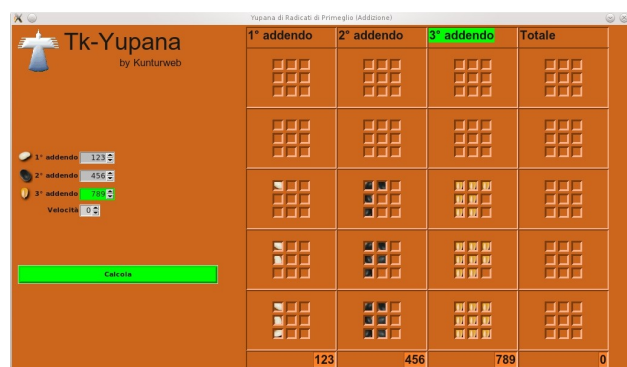 Yupana di Radicati di Primeglio (Addizione)
Tk-Yupana
by Kunturweb
1° addendo 2° addendo 3° addendo Totale
1° addendo 123
2° addendo 456
3° addendo 789
Velocità 0
Calcola
123 456 789 0